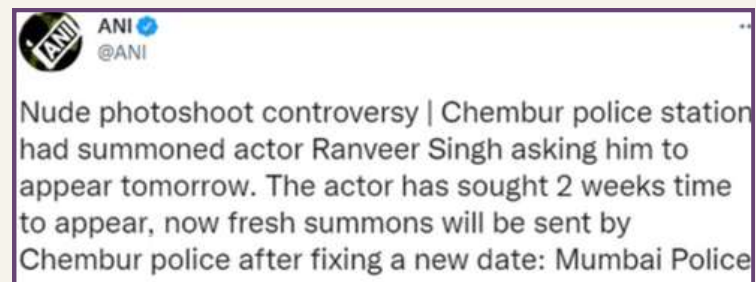 ANI
ANI
@ANI
Nude photoshoot controversy | Chembur police station
had summoned actor Ranveer Singh asking him to
appear tomorrow. The actor has sought 2 weeks time
to appear, now fresh summons will be sent by
Chembur police after fixing a new date: Mumbai Police